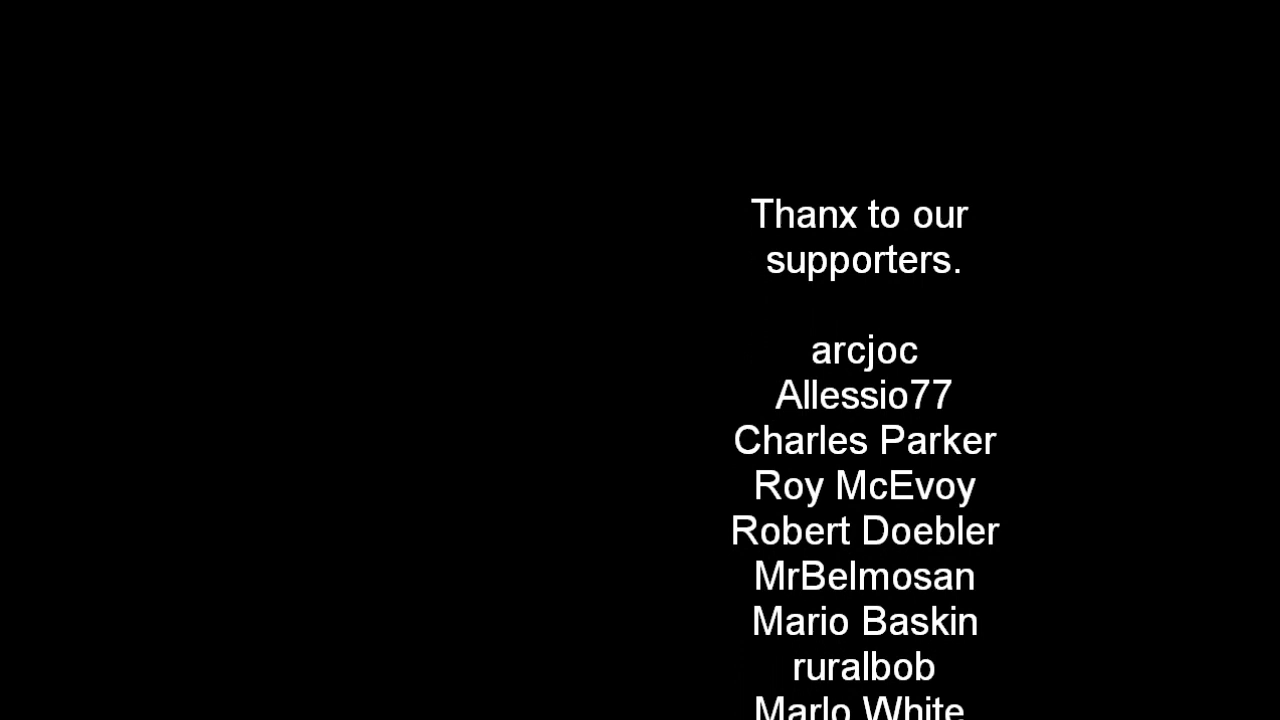 Thanx to our
supporters.
arcjoc
Allessio77
Charles Parker
Roy McEvoy
Robert Doebler
MrBelmosan
Mario Baskin
ruralbob
Marlo White